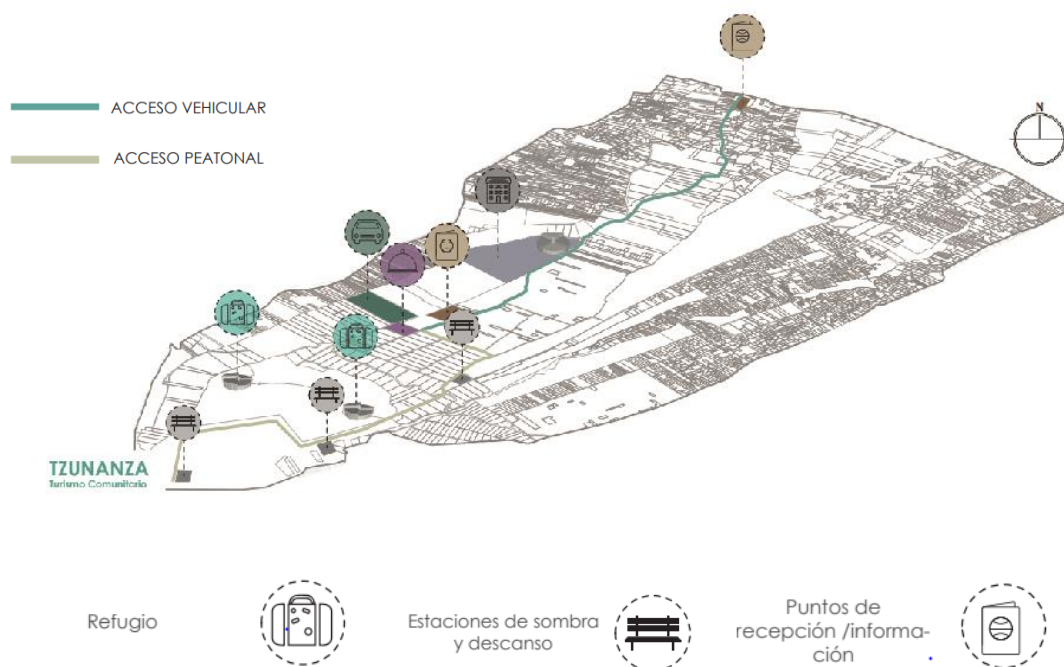 ACCESO VEHICULAR
ACCESO PEATONAL
N
TZUNANZA
Turismo Comunitario
Refugio
Estaciones de sombra
y descanso
Puntos de
recepción /informa-
ción